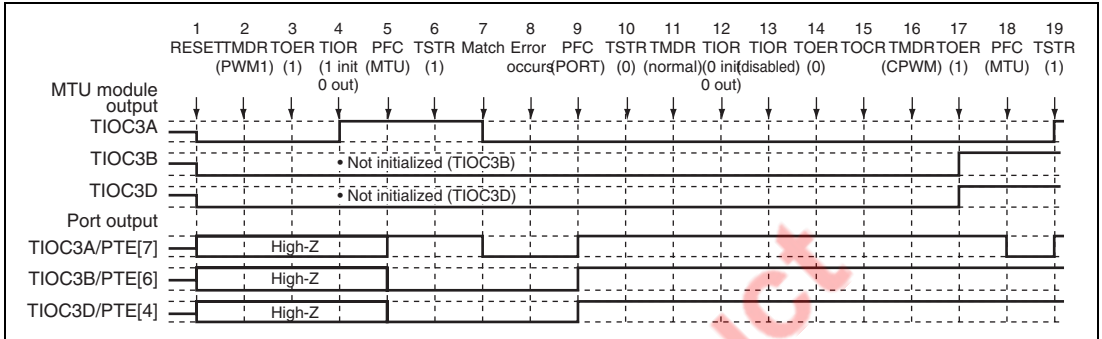 1 2 3 4 5 6 7 8 9 10 11 12 13 14 15 16 17 18 19
RESET TMDR TOER TIOR PFC TSTR Match Error PFC TSTR TMDR TIOR TIOR TOER TOCR TMDR TOER PFC TSTR
(PWM1) (1) (1 init (MTU) (1) occurs (PORT) (0) (normal) (0 init (disabled) (0) (CPWM) (1) (MTU) (1)
0 out) 0 out)
MTU module
output
TIOC3A
TIOC3B • Not initialized (TIOC3B)
TIOC3D • Not initialized (TIOC3D)
Port output
TIOC3A/PTE[7] High-Z
TIOC3B/PTE[6] High-Z
TIOC3D/PTE[4] High-Z
uct